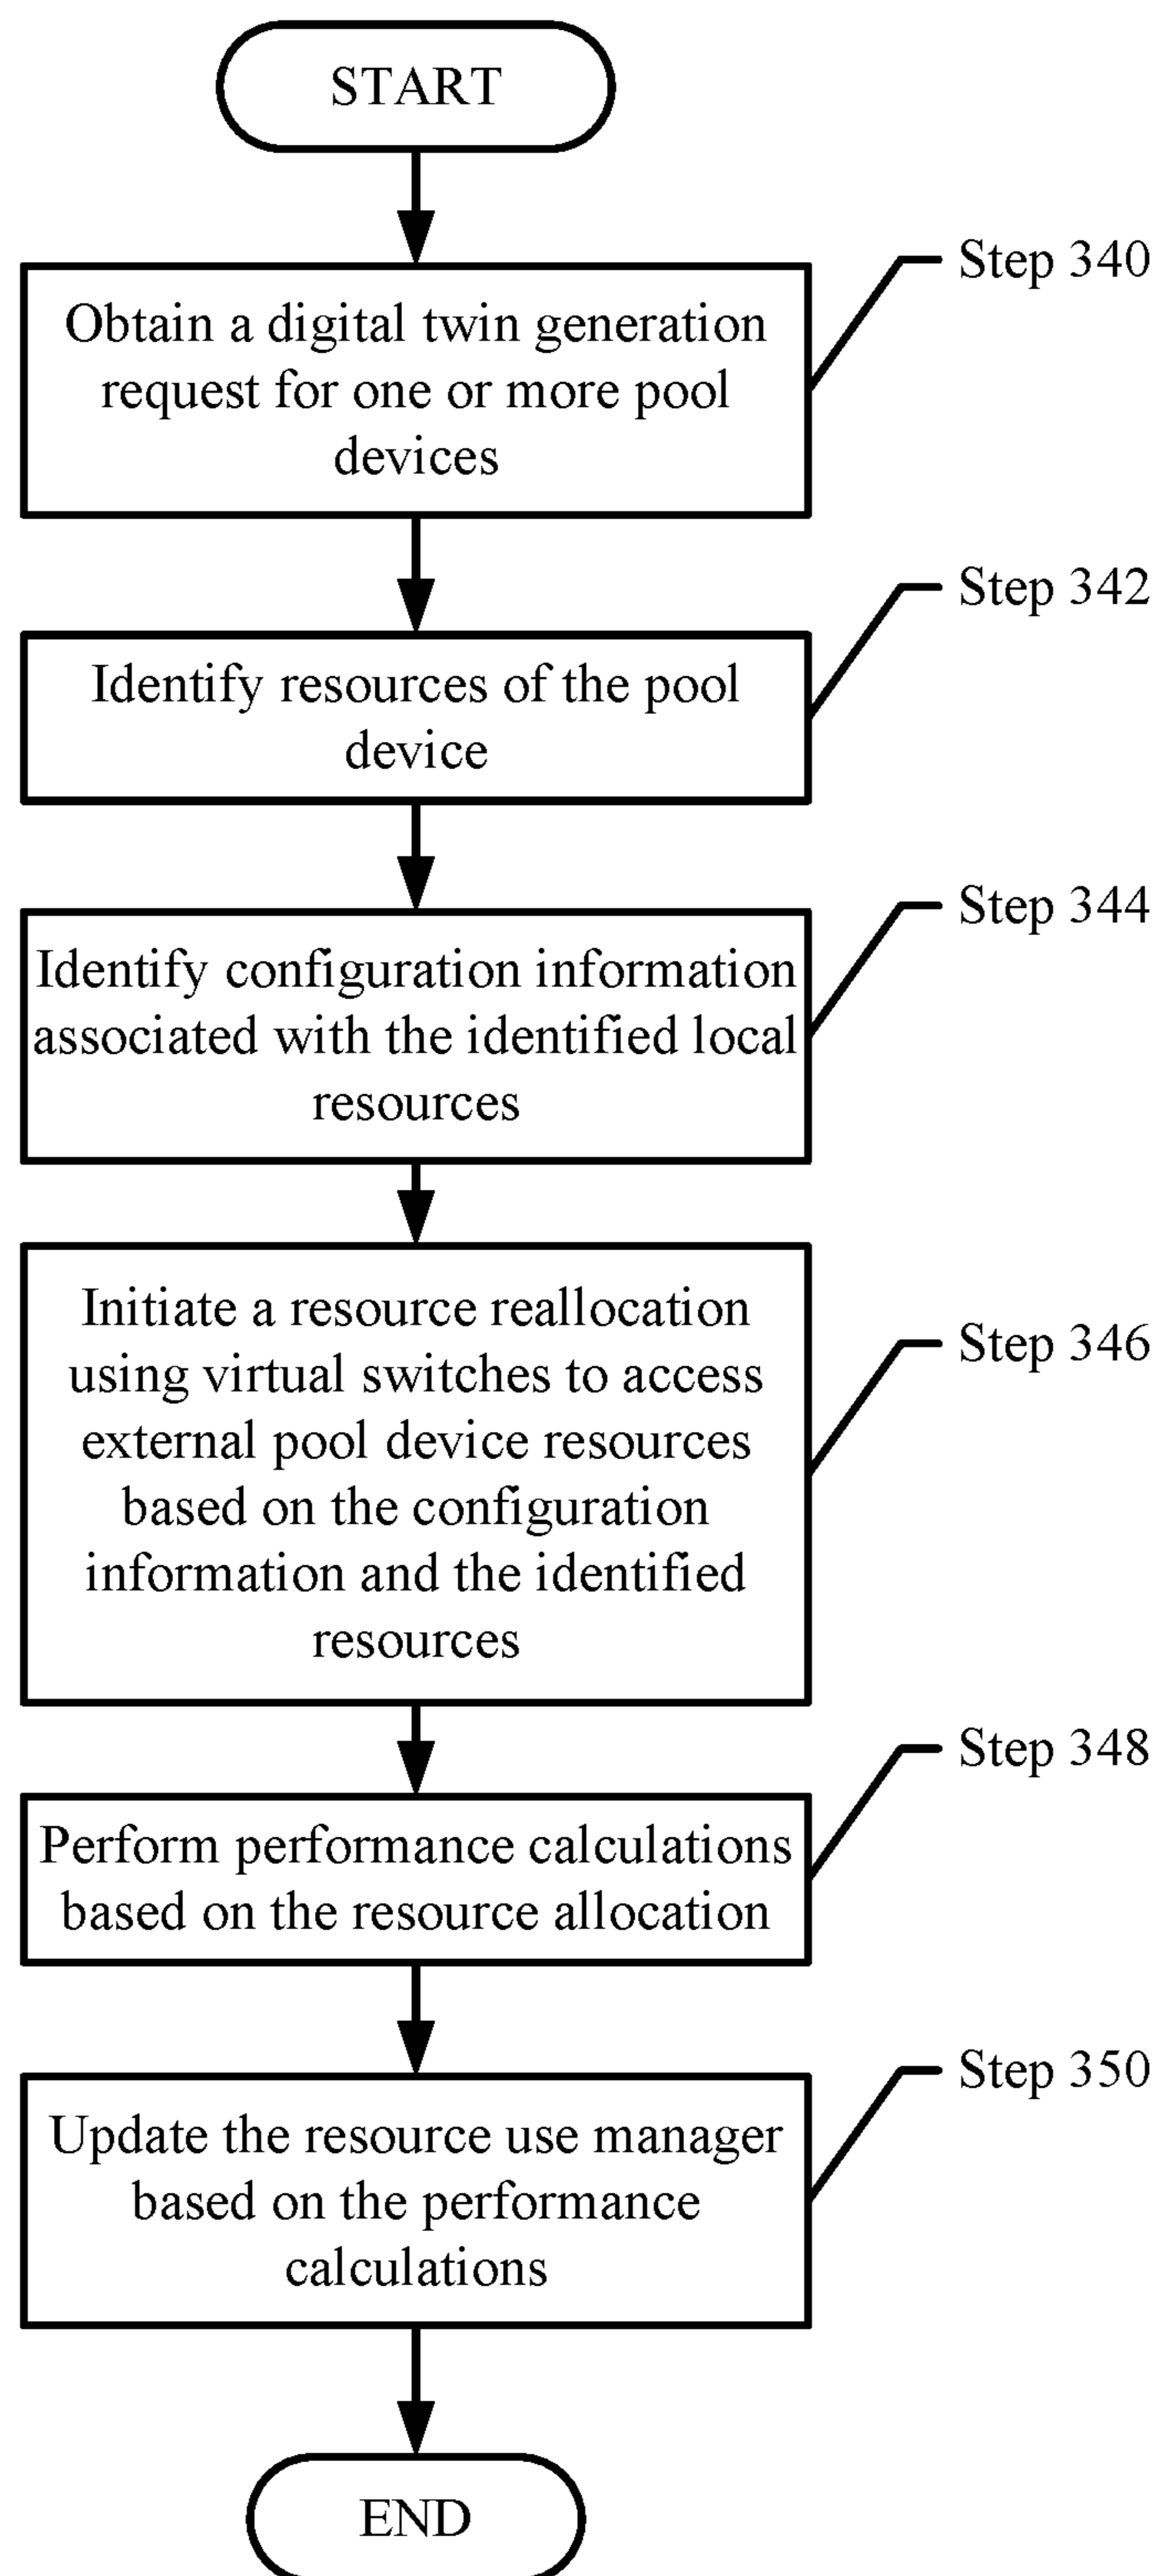 START
Step 340
Obtain a digital twin generation
request for one or more pool
devices
Step 342
Identify resources of the pool
device
Step 344
Identify configuration information
associated with the identified local
resources
Step 346
Initiate a resource reallocation
using virtual switches to access
external pool device resources
based on the configuration
information and the identified
resources
Step 348
Perform performance calculations
based on the resource allocation
Step 350
Update the resource use manager
based on the performance
calculations
END